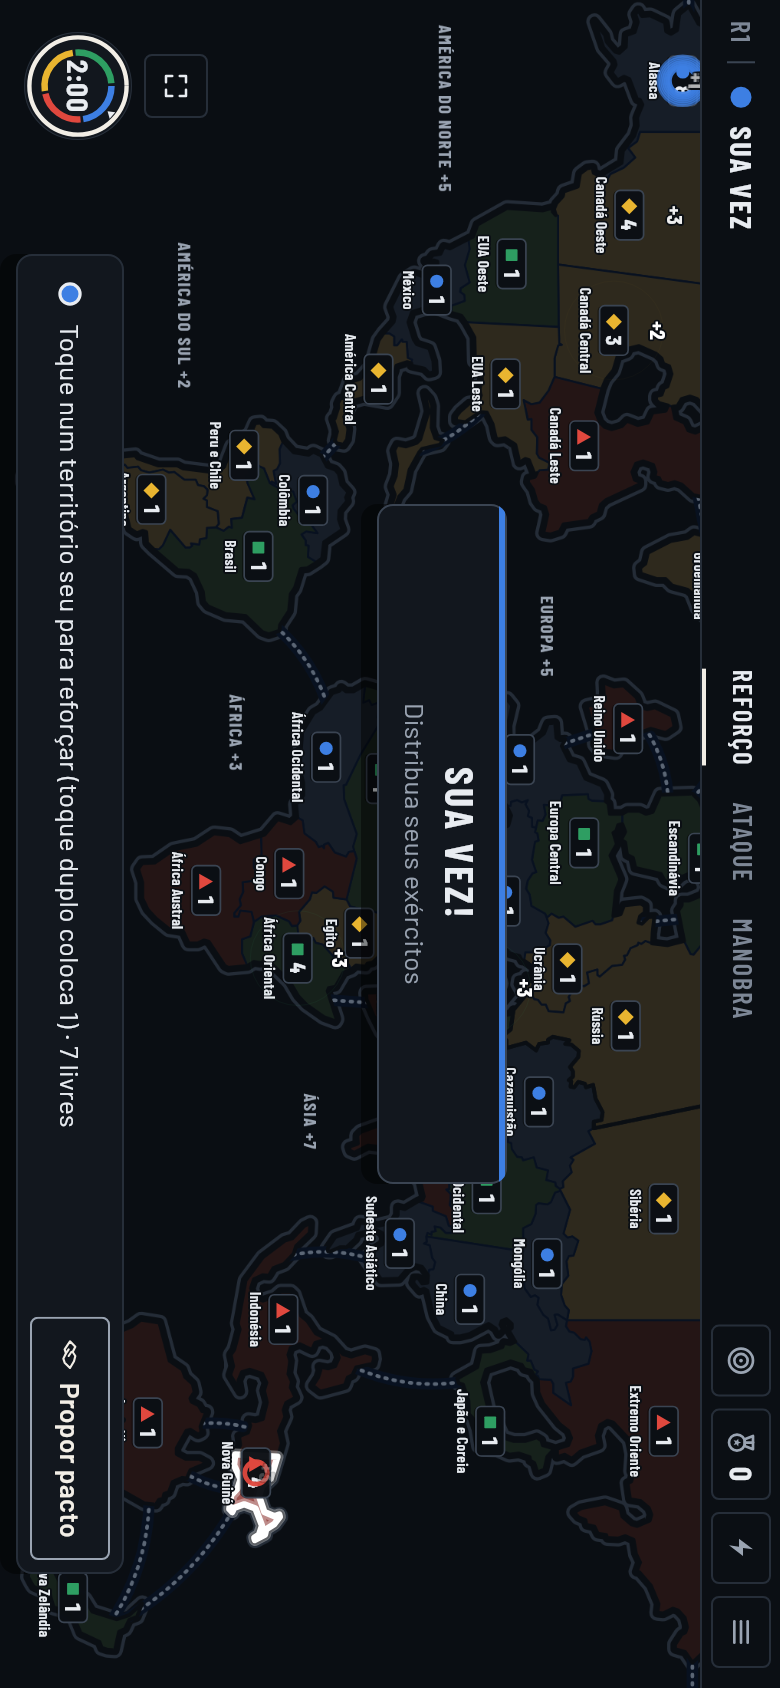 R1
SUA VEZ
REFORÇO
ATAQUE
MANOBRA
0
Alasca
+3
4
Canadá Oeste
+2
3
Canadá Central
1
Canadá Leste
1
EUA Oeste
1
EUA Leste
1
México
1
América Central
AMÉRICA DO NORTE +5
AMÉRICA DO SUL +2
1
Colômbia
1
Peru e Chile
1
Brasil
1
EUROPA +5
1
Reino Unido
1
Escandinávia
1
Europa Central
1
1
1
Ucrânia
+3
1
Rússia
1
Cazaquistão
1
Sibéria
1
Extremo Oriente
1
Mongólia
1
China
1
Japão e Coreia
1
Sudeste Asiático
1
Indonésia
Nova Guiné
1
1
ÁFRICA +3
1
África Ocidental
1
Egito
+3
1
Congo
4
África Oriental
1
África Austral
ÁSIA +7
SUA VEZ!
Distribua seus exércitos
2:00
Toque num território seu para reforçar (toque duplo coloca 1) · 7 livres
Propor pacto